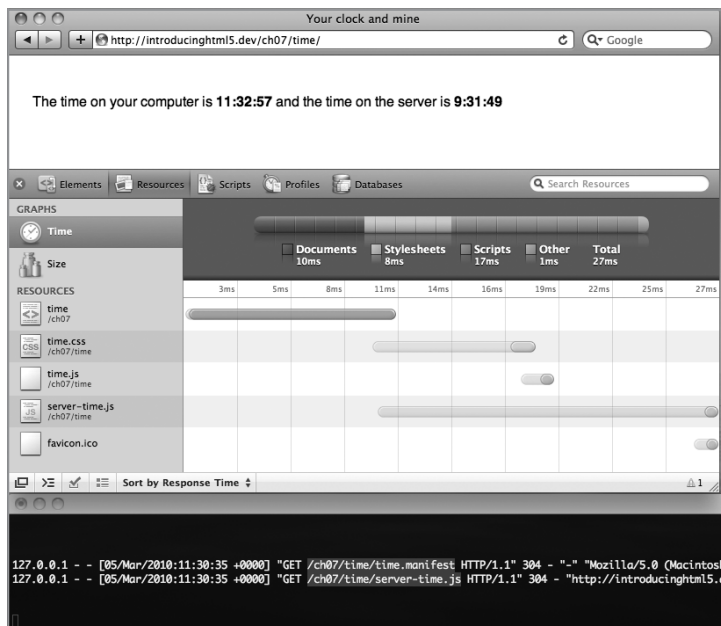 Your clock and mine
http://introducinghtml5.dev/ch07/time/
Google
The time on your computer is 11:32:57 and the time on the server is 9:31:49
Elements Resources Scripts Profiles Databases Search Resources
GRAPHS
Time
Size
Documents 10ms
Stylesheets 8ms
Scripts 17ms
Other 1ms
Total 27ms
RESOURCES
3ms 5ms 8ms 11ms 14ms 16ms 19ms 22ms 25ms 27ms
time
/ch07
time.css
/ch07/time
time.js
/ch07/time
server-time.js
/ch07/time
favicon.ico
CSS
JS
Sort by Response Time
1
127.0.0.1 - - [05/Mar/2010:11:30:35 +0000] "GET /ch07/time/time.manifest HTTP/1.1" 304 - "-" "Mozilla/5.0 (Macintosh
127.0.0.1 - - [05/Mar/2010:11:30:35 +0000] "GET /ch07/time/server-time.js HTTP/1.1" 304 - "http://introducinghtml5.